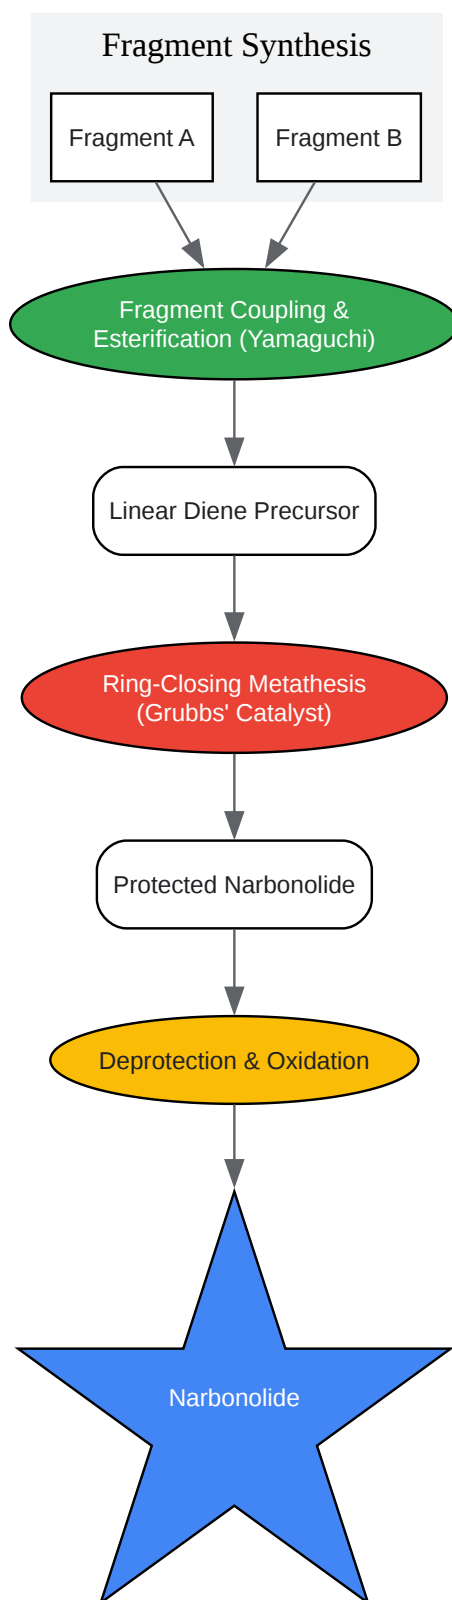 Fragment Synthesis
Fragment A
Fragment B
Fragment Coupling &
Esterification (Yamaguchi)
Linear Diene Precursor
Ring-Closing Metathesis
(Grubbs' Catalyst)
Protected Narbonolide
Deprotection & Oxidation
Narbonolide